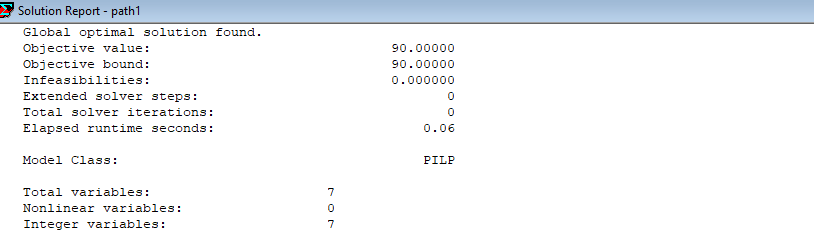 Solution Report - path1
Global optimal solution found.
Objective value: 90.00000
Objective bound: 90.00000
Infeasibilities: 0.000000
Extended solver steps: 0
Total solver iterations: 0
Elapsed runtime seconds: 0.06
Model Class: PILP
Total variables: 7
Nonlinear variables: 0
Integer variables: 7